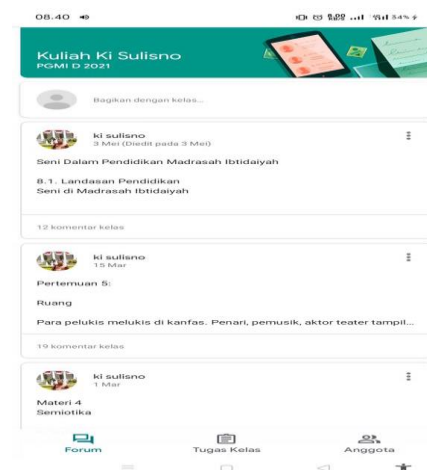 08.40
34%
Kuliah Ki Sulisno
PGMI D 2021
Bagikan dengan kelas...
ki sulisno
3 Mei (Diedit pada 3 Mei)
Seni Dalam Pendidikan Madrasah Ibtidaiyah
8.1. Landasan Pendidikan
Seni di Madrasah Ibtidaiyah
12 komentar kelas
ki sulisno
15 Mar
Pertemuan 5:
Ruang
Para pelukis melukis di kanfas. Penari, pemusik, aktor teater tampil...
19 komentar kelas
ki sulisno
1 Mar
Materi 4
Semiotika
Forum
Tugas Kelas
Anggota